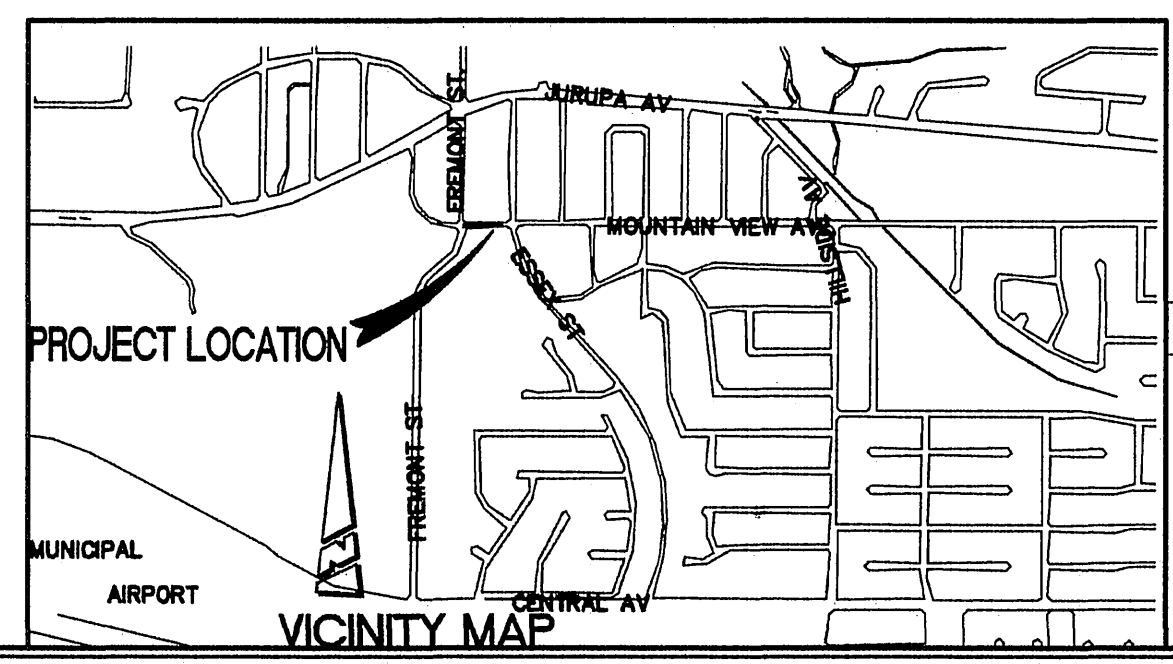 FREMONT ST.
JURUPA AV
MOUNTAIN VIEW AV
HILLSIDE AV
ESSEX ST
PROJECT LOCATION
FREMONT ST
N
MUNICIPAL
AIRPORT
CENTRAL AV
VICINITY MAP